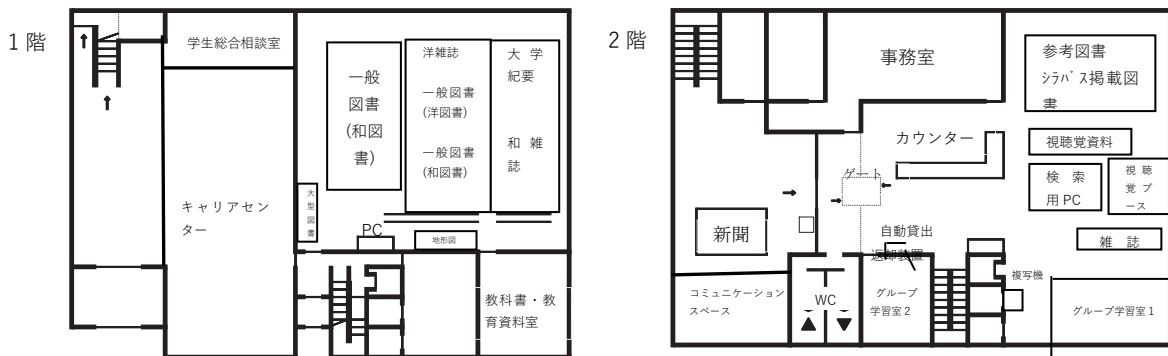 1階
学生総合相談室
一般
図書
(和図
書)
洋雑誌
一般図書
(洋図書)
一般図書
(和図書)
大 学
紀要
和 雑
誌
キャリアセン
ター
大型図書
PC
地形図
教科書・教
育資料室
2階
事務室
参考図書
シラバス掲載図
書
カウンター
視聴覚資料
ゲート
検 索
用 PC
視 聴
覚 ブ
ース
新聞
自動貸出
返却装置
雑 誌
コミュニケーション
スペース
WC
グループ
学習室 2
複写機
グループ学習室 1